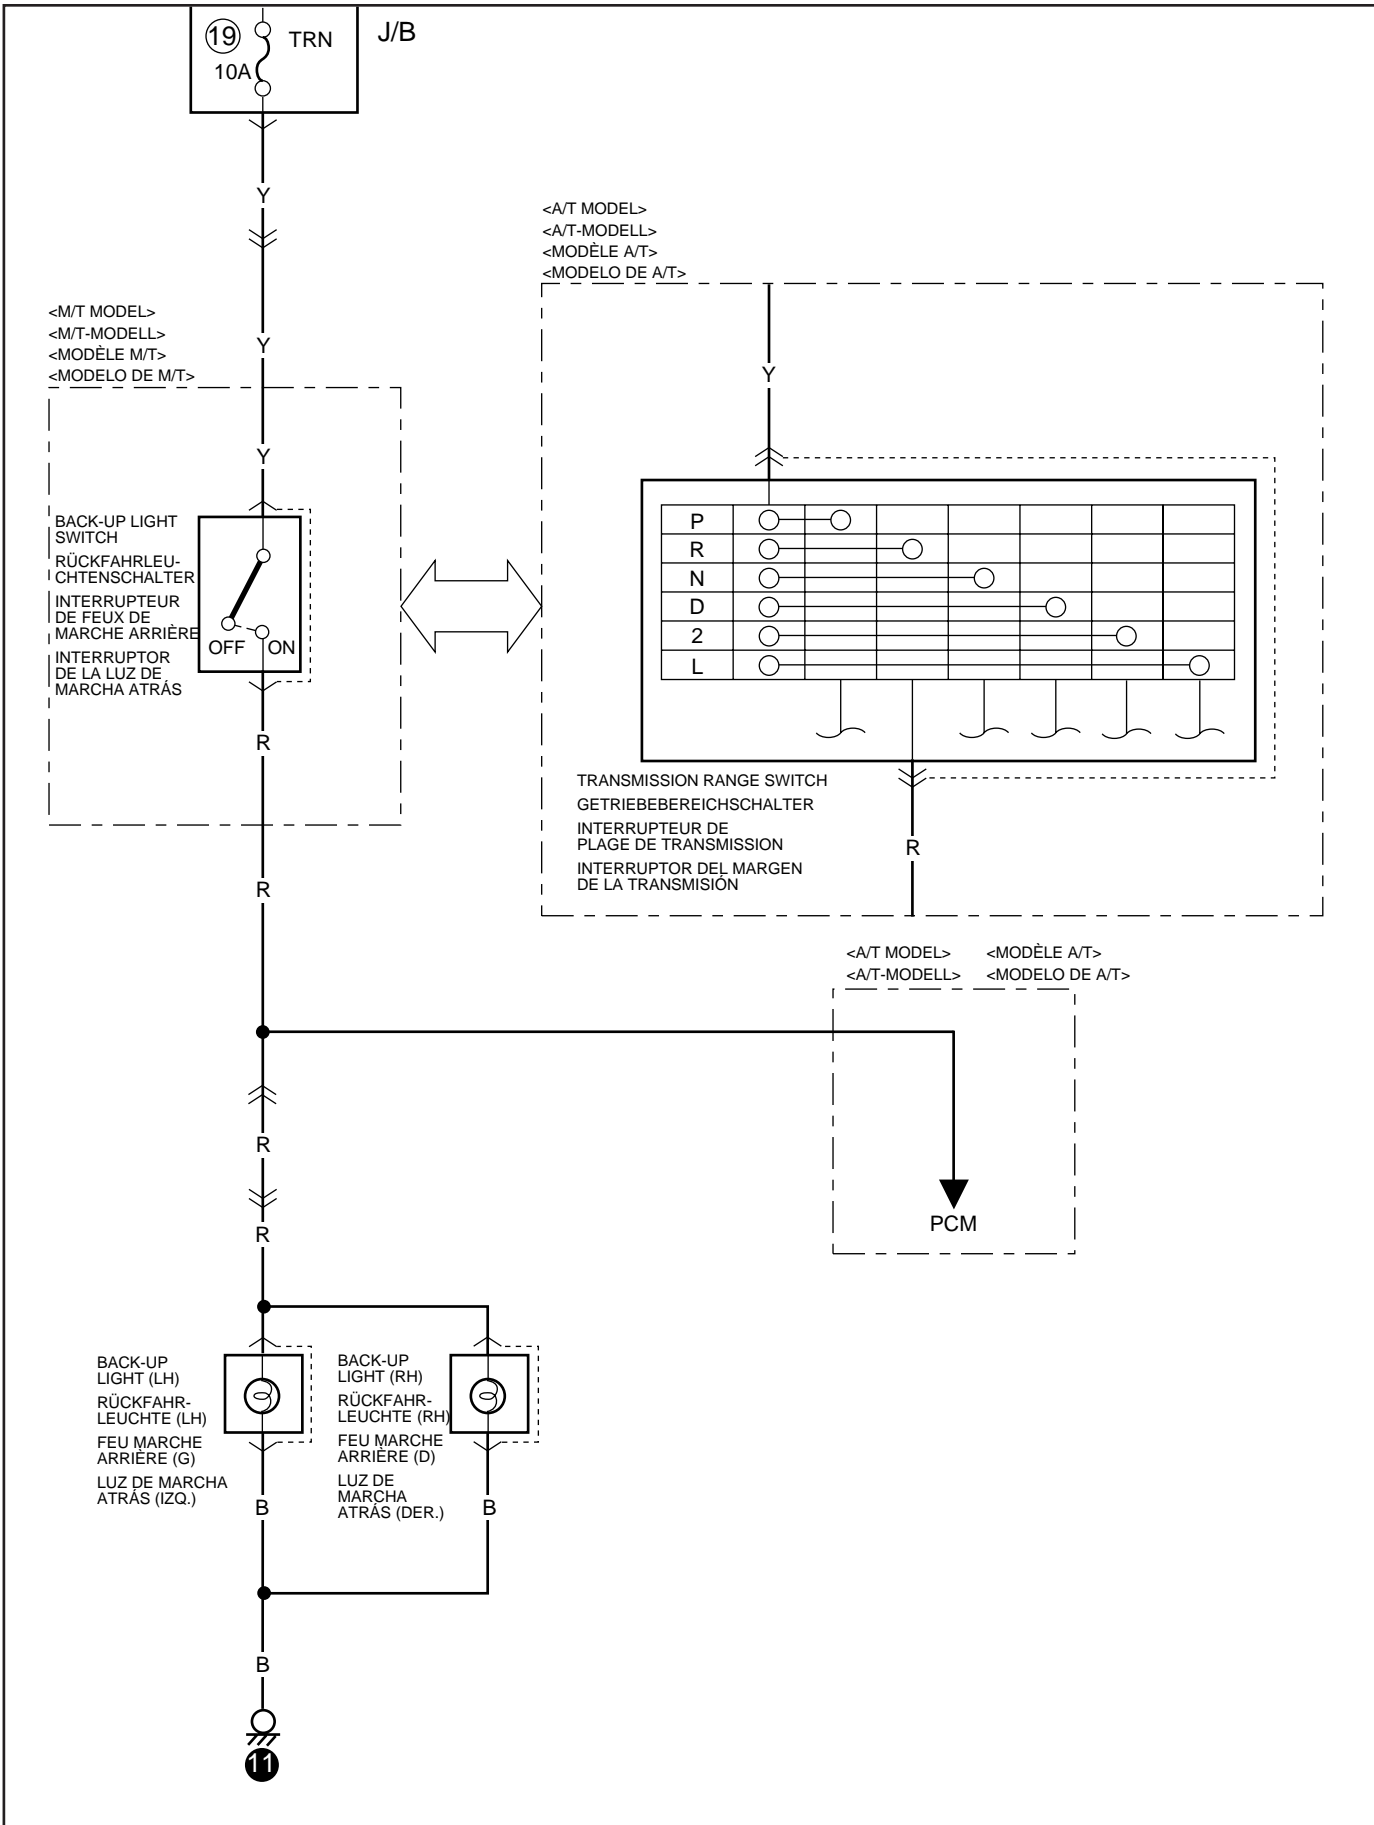 19
TRN
J/B
10A
Y
<A/T MODEL>
<A/T-MODELL>
<MODÈLE A/T>
<MODELO DE A/T>
<M/T MODEL>
<M/T-MODELL>
<MODÈLE M/T>
<MODELO DE M/T>
Y
Y
Y
BACK-UP LIGHT
SWITCH
RÜCKFAHRLEU-
CHTENSCHALTER
INTERRUPTEUR
DE FEUX DE
MARCHE ARRIÈRE
INTERRUPTOR
DE LA LUZ DE
MARCHA ATRÁS
OFF
ON
P
R
N
D
2
L
R
TRANSMISSION RANGE SWITCH
GETRIEBEBEREICHSCHALTER
INTERRUPTEUR DE
PLAGE DE TRANSMISSION
INTERRUPTOR DEL MARGEN
DE LA TRANSMISIÓN
R
R
<A/T MODEL>
<A/T-MODELL>
<MODÈLE A/T>
<MODELO DE A/T>
PCM
R
R
BACK-UP
LIGHT (LH)
RÜCKFAHR-
LEUCHTE (LH)
FEU MARCHE
ARRIÈRE (G)
LUZ DE MARCHA
ATRÁS (IZQ.)
BACK-UP
LIGHT (RH)
RÜCKFAHR-
LEUCHTE (RH)
FEU MARCHE
ARRIÈRE (D)
LUZ DE
MARCHA
ATRÁS (DER.)
B
B
B
11